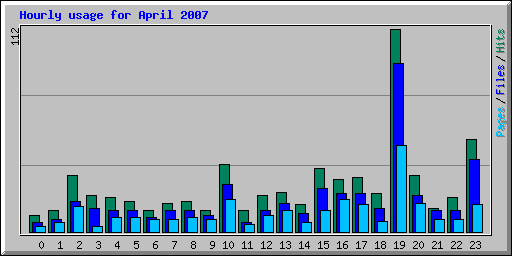 Hourly usage for April 2007
112
Pages / Files / Hits
0 1 2 3 4 5 6 7 8 9 10 11 12 13 14 15 16 17 18 19 20 21 22 23